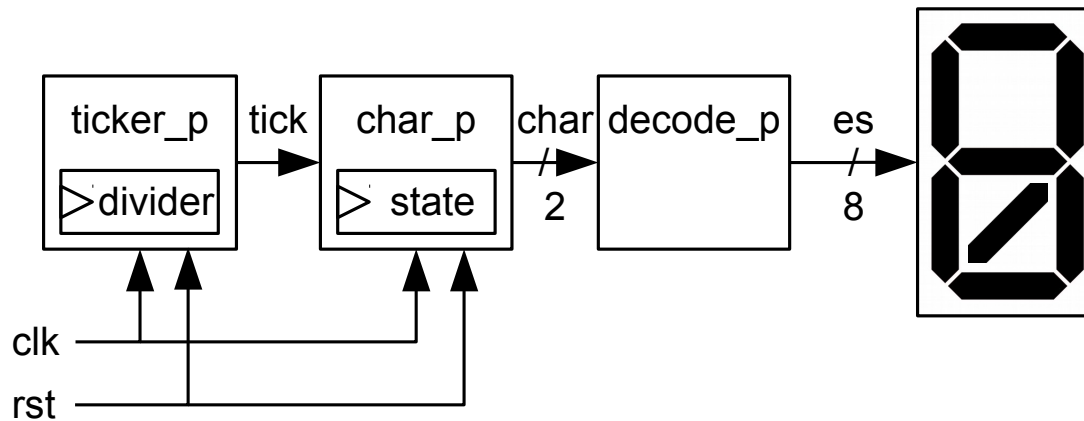 ticker_p
tick
char_p
char
decode_p
es
divider
state
/
2
/
8
clk
rst